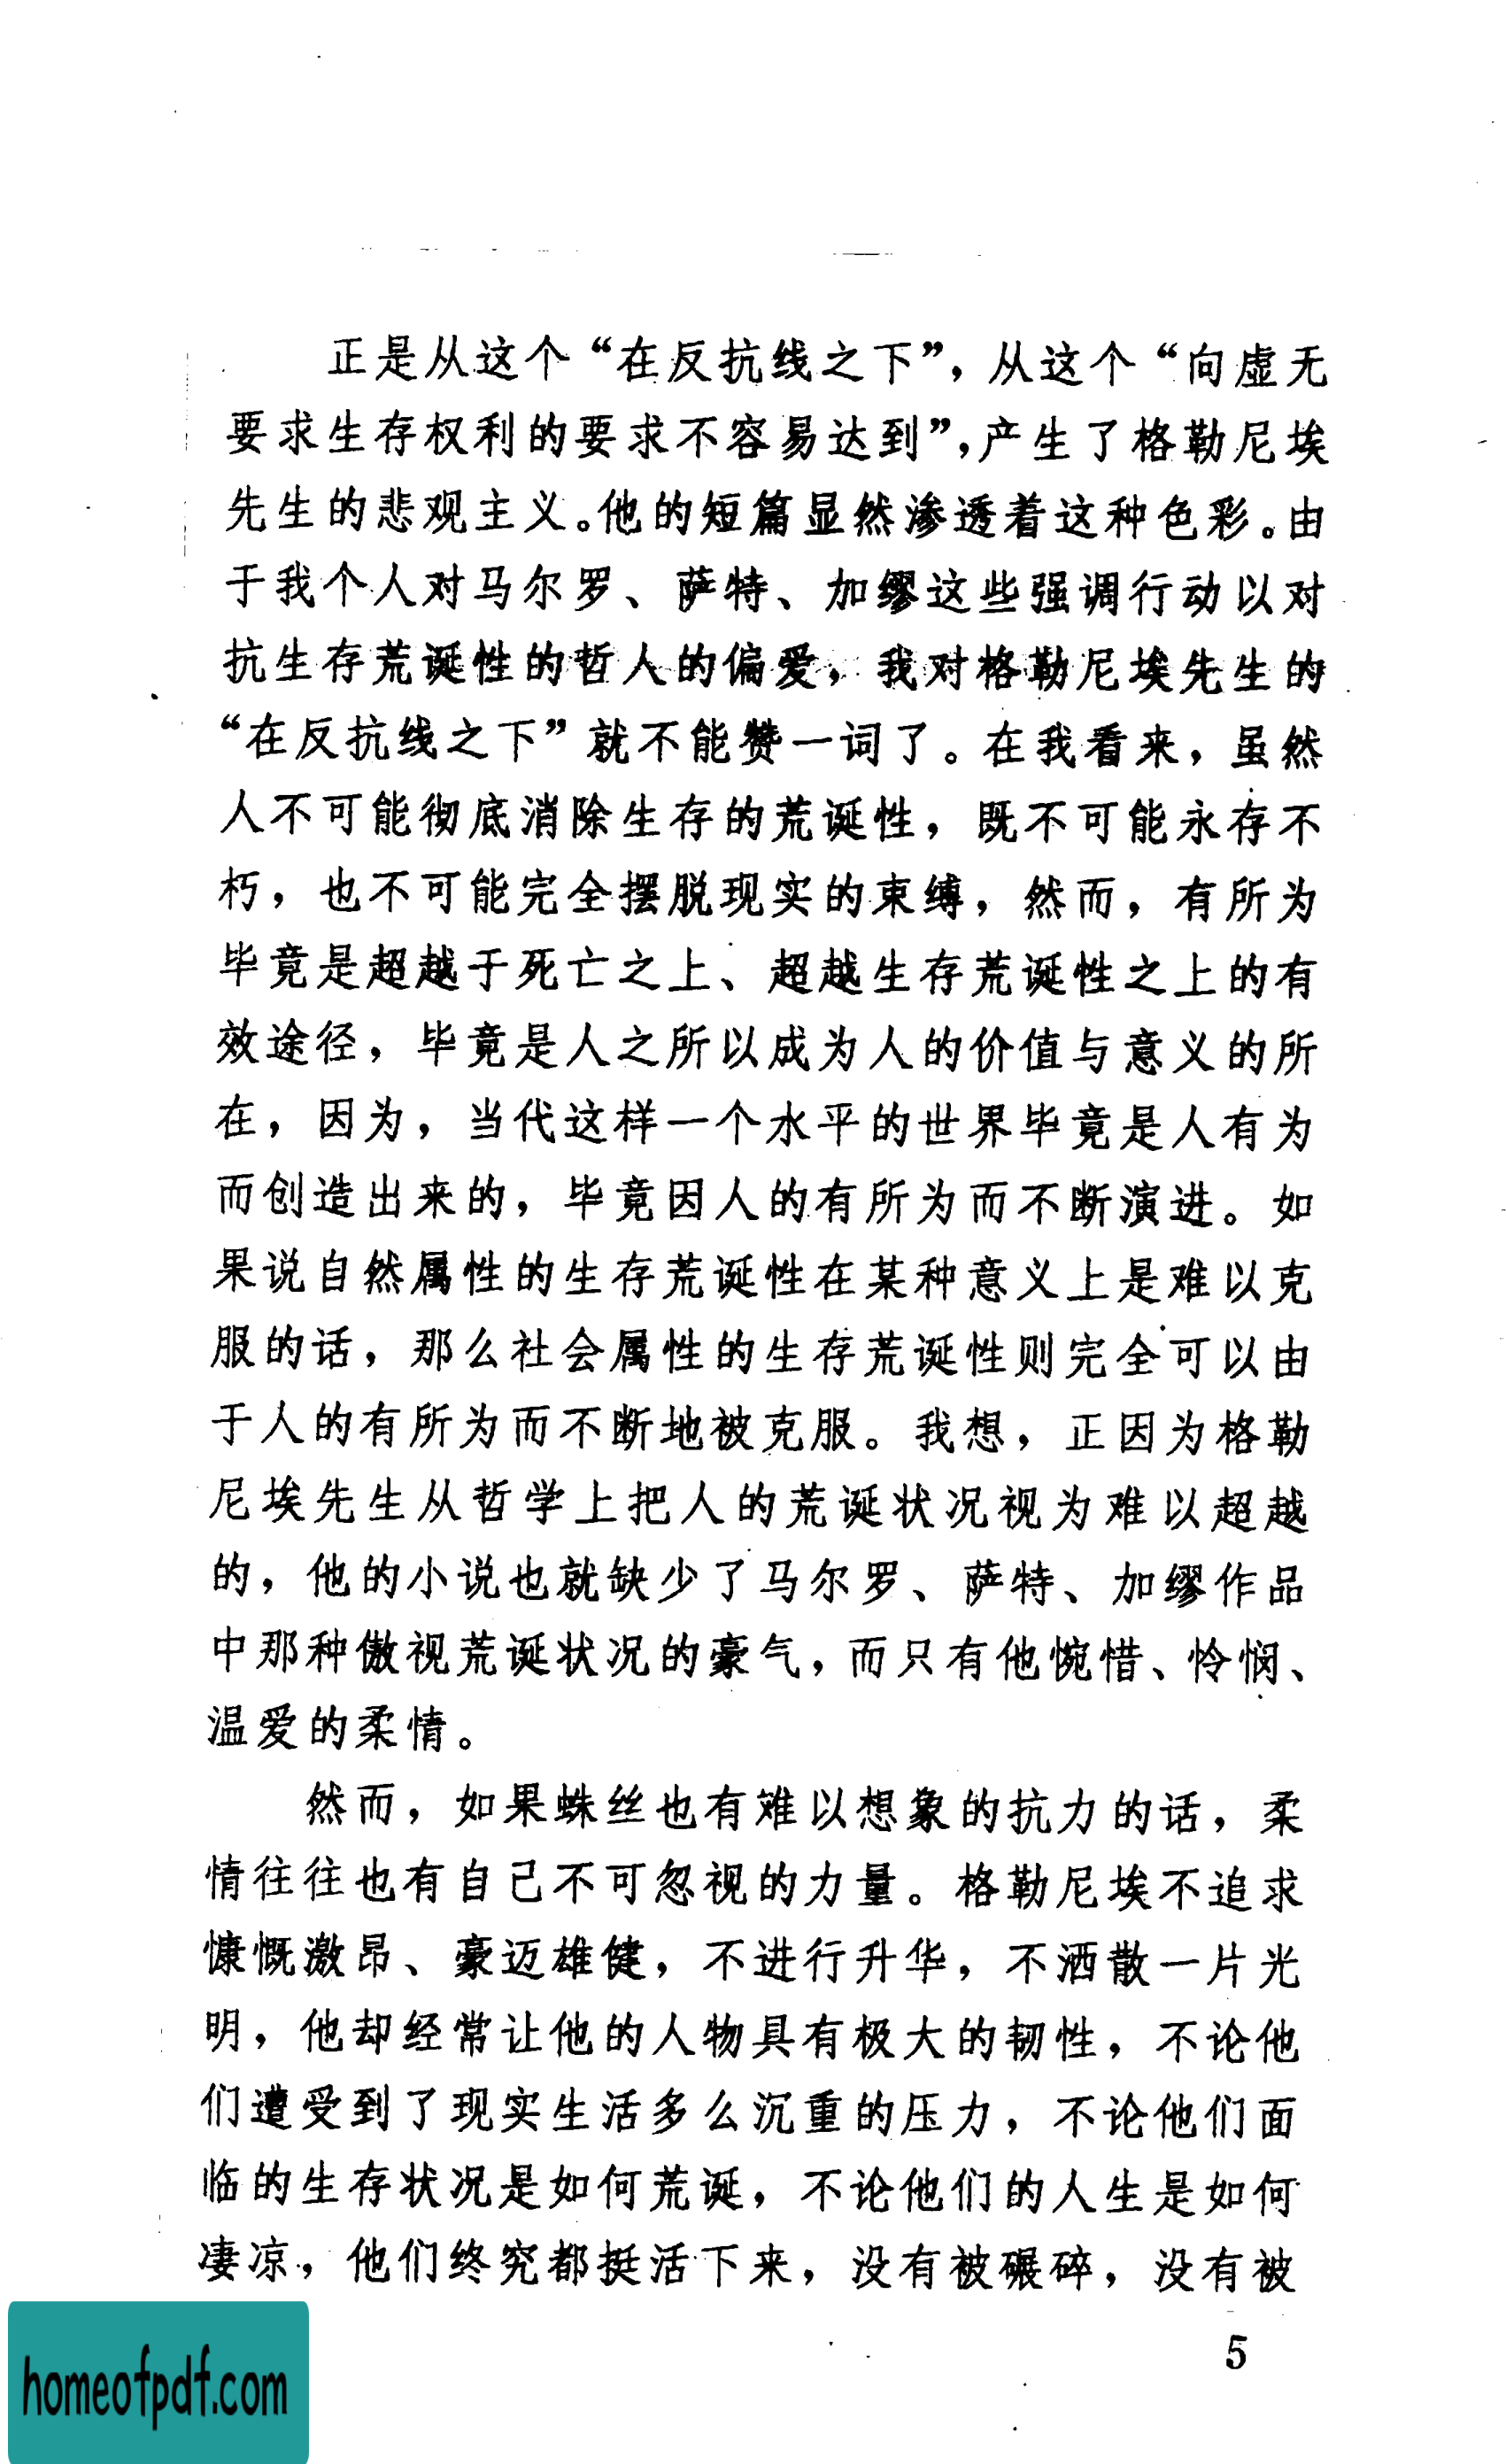 正是从这个“在反抗线之下”，从这个“向虚无
要求生存权利的要求不容易达到”，产生了格勒尼埃
先生的悲观主义。他的短篇显然渗透着这种色彩。由
于我个人对马尔罗、萨特、加缪这些强调行动以对
抗生存荒诞性的哲人的偏爱，我对格勒尼埃先生的
“在反抗线之下”就不能赞一词了。在我看来，虽然
人不可能彻底消除生存的荒诞性，既不可能永存不
朽，也不可能完全摆脱现实的束缚，然而，有所为
毕竟是超越于死亡之上、超越生存荒诞性之上的有
效途径，毕竟是人之所以成为人的价值与意义的所
在，因为，当代这样一个水平的世界毕竟是人有为
而创造出来的，毕竟因人的有所为而不断演进。如
果说自然属性的生存荒诞性在某种意义上是难以克
服的话，那么社会属性的生存荒诞性则完全可以由
于人的有所为而不断地被克服。我想，正因为格勒
尼埃先生从哲学上把人的荒诞状况视为难以超越
的，他的小说也就缺少了马尔罗、萨特、加缪作品
中那种傲视荒诞状况的豪气，而只有他惋惜、怜悯、
温爱的柔情。
然而，如果蛛丝也有难以想象的抗力的话，柔
情往往也有自己不可忽视的力量。格勒尼埃不追求
慷慨激昂、豪迈雄健，不进行升华，不洒散一片光
明，他却经常让他的人物具有极大的韧性，不论他
们遭受到了现实生活多么沉重的压力，不论他们面
临的生存状况是如何荒诞，不论他们的人生是如何
凄凉，他们终究都挺活下来，没有被碾碎，没有被
5
homeofpdf.com